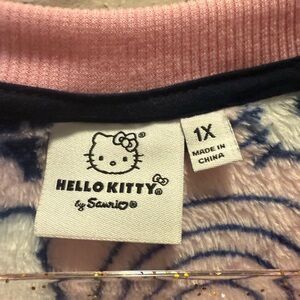 HELLO KITTY®
by Sanrio®
1X
MADE IN
CHINA